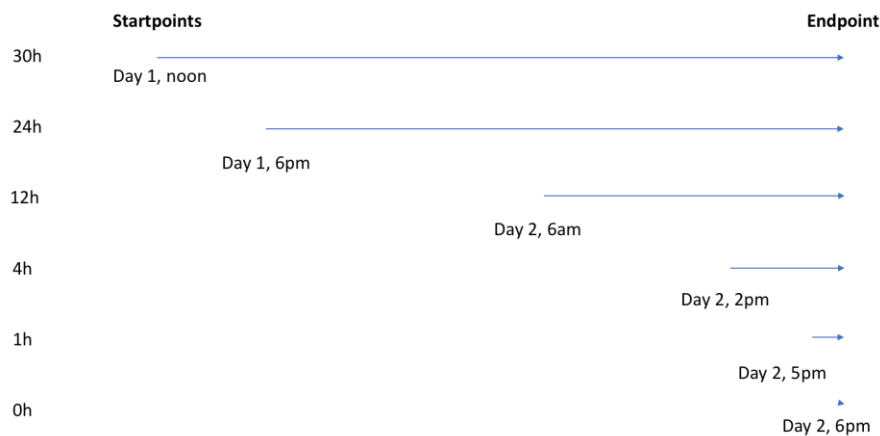 Startpoints Endpoint
30h
Day 1, noon
24h
Day 1, 6pm
12h
Day 2, 6am
4h
Day 2, 2pm
1h
Day 2, 5pm
0h
Day 2, 6pm